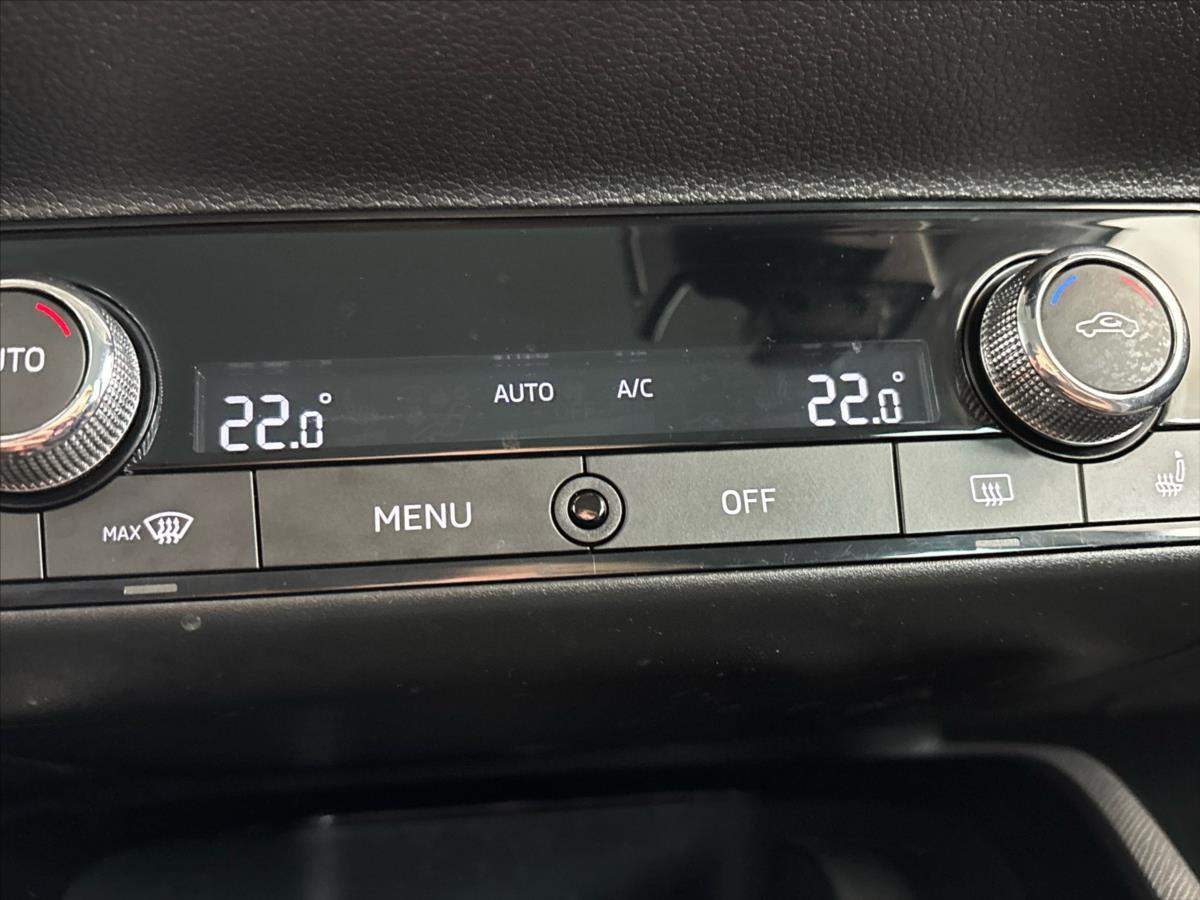 UTO
22.0° AUTO A/C 22.0°
MAX MENU OFF